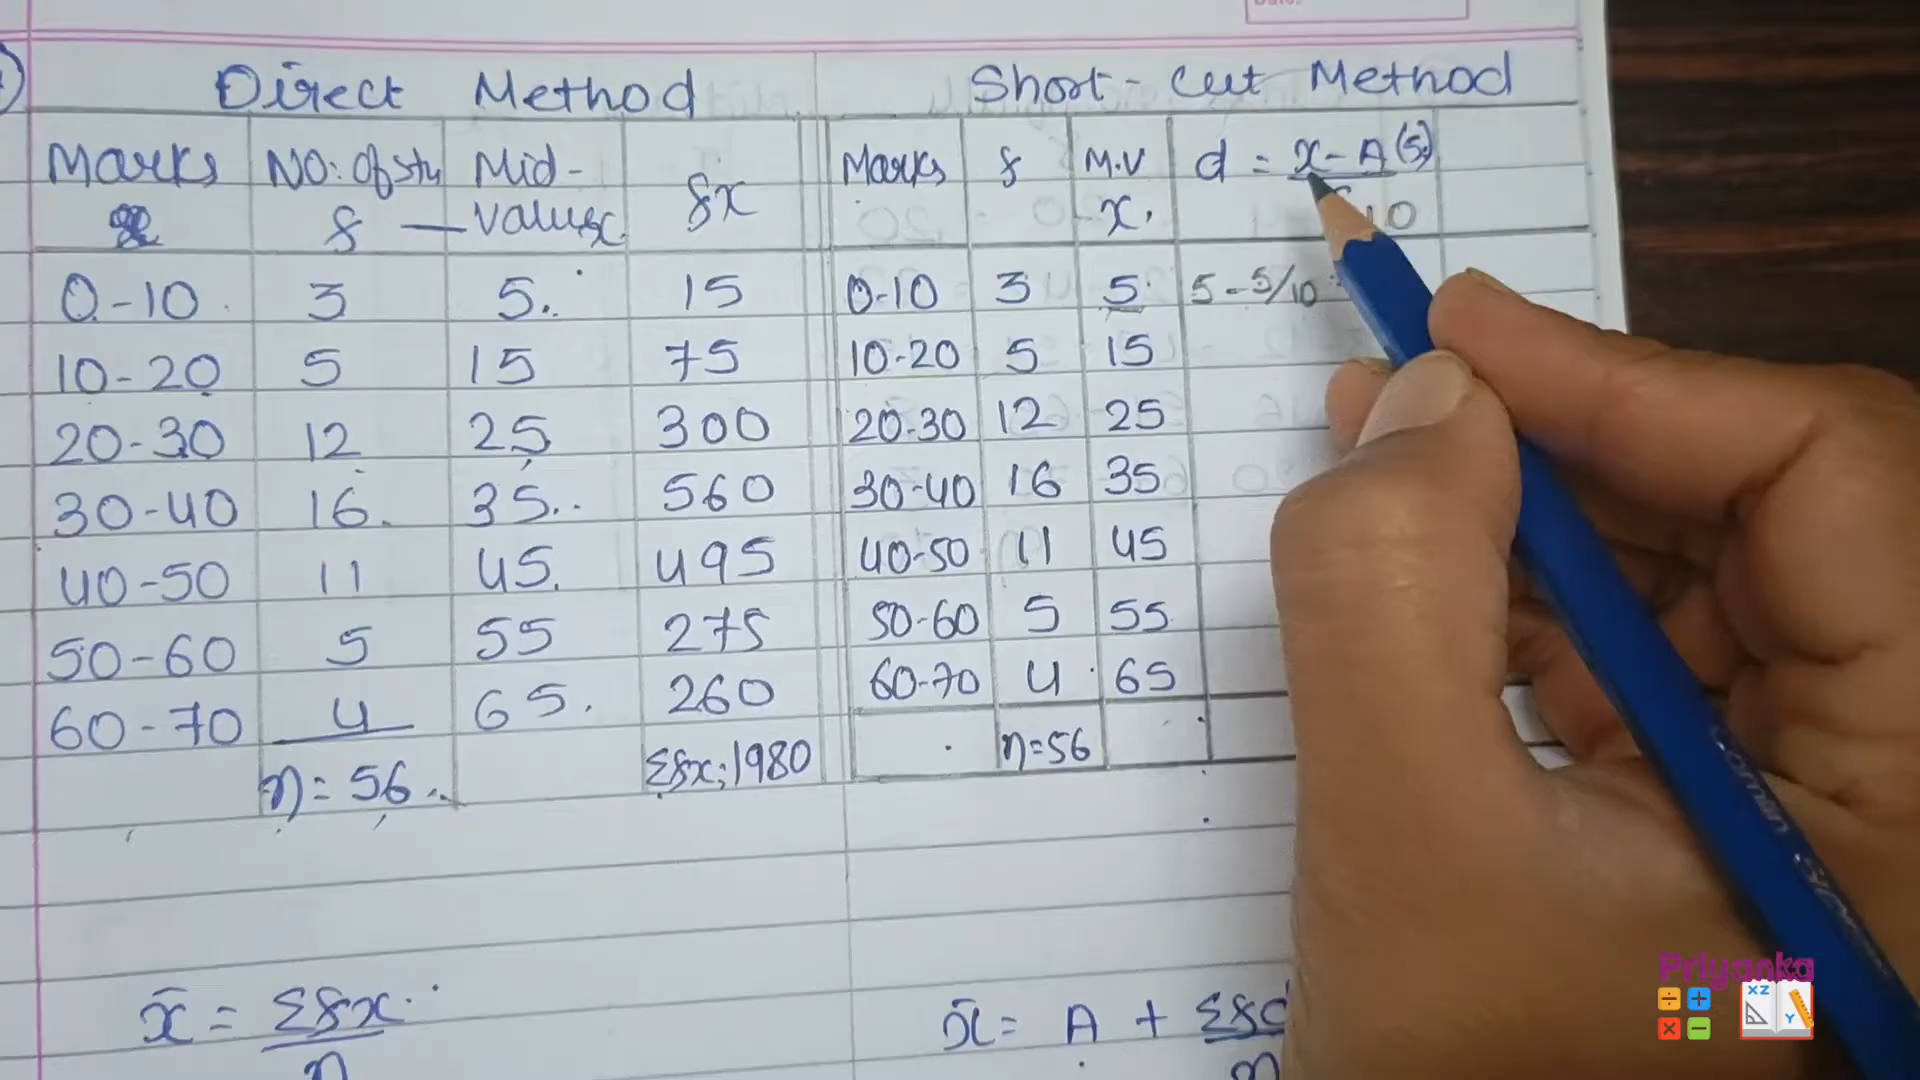 Direct Method
Short-Cut Method
Marks
No. of stu
f
Mid-
value x
fx
Marks
f
M.V
x.
d = x - A (5)
10
0-10 3 5. 15
0-10 3 5 5-5/10
10-20 5 15 75
10-20 5 15
20-30 12 25 300
20-30 12 25
30-40 16 35 560
30-40 16 35
40-50 11 45 495
40-50 11 45
50-60 5 55 275
50-60 5 55
60-70 4 65 260
60-70 4 65
n = 56
Σfx = 1980
n=56
x̄ = Σfx
n
x̄ = A + Σfd
n
Priyanka
XZ
Y